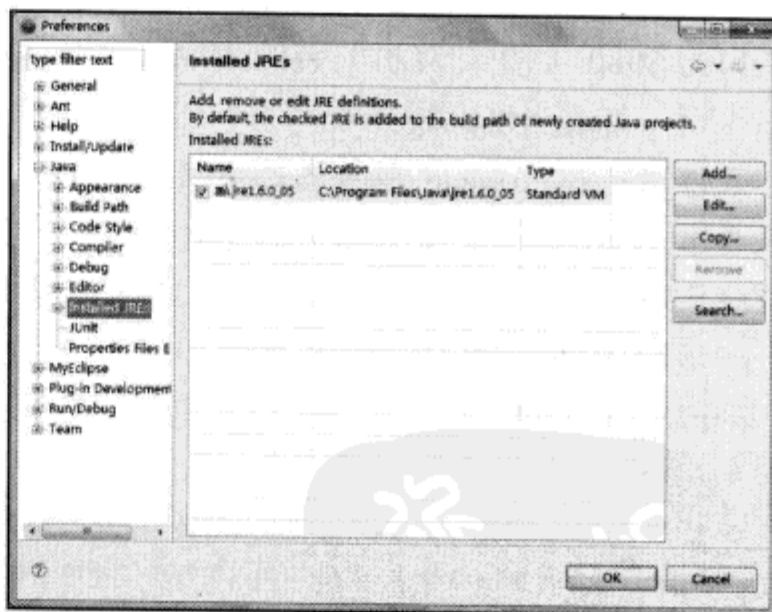 Preferences
type filter text
General
Ant
Help
Install/Update
Java
Appearance
Build Path
Code Style
Compiler
Debug
Editor
Installed JREs
JUnit
Properties Files E
MyEclipse
Plug-in Development
Run/Debug
Team
Installed JREs
Add, remove or edit JRE definitions.
By default, the checked JRE is added to the build path of newly created Java projects.
Installed JREs:
Name Location Type
jre1.6.0_05 C:\Program Files\Java\jre1.6.0_05 Standard VM
Add...
Edit...
Copy...
Remove
Search...
OK Cancel